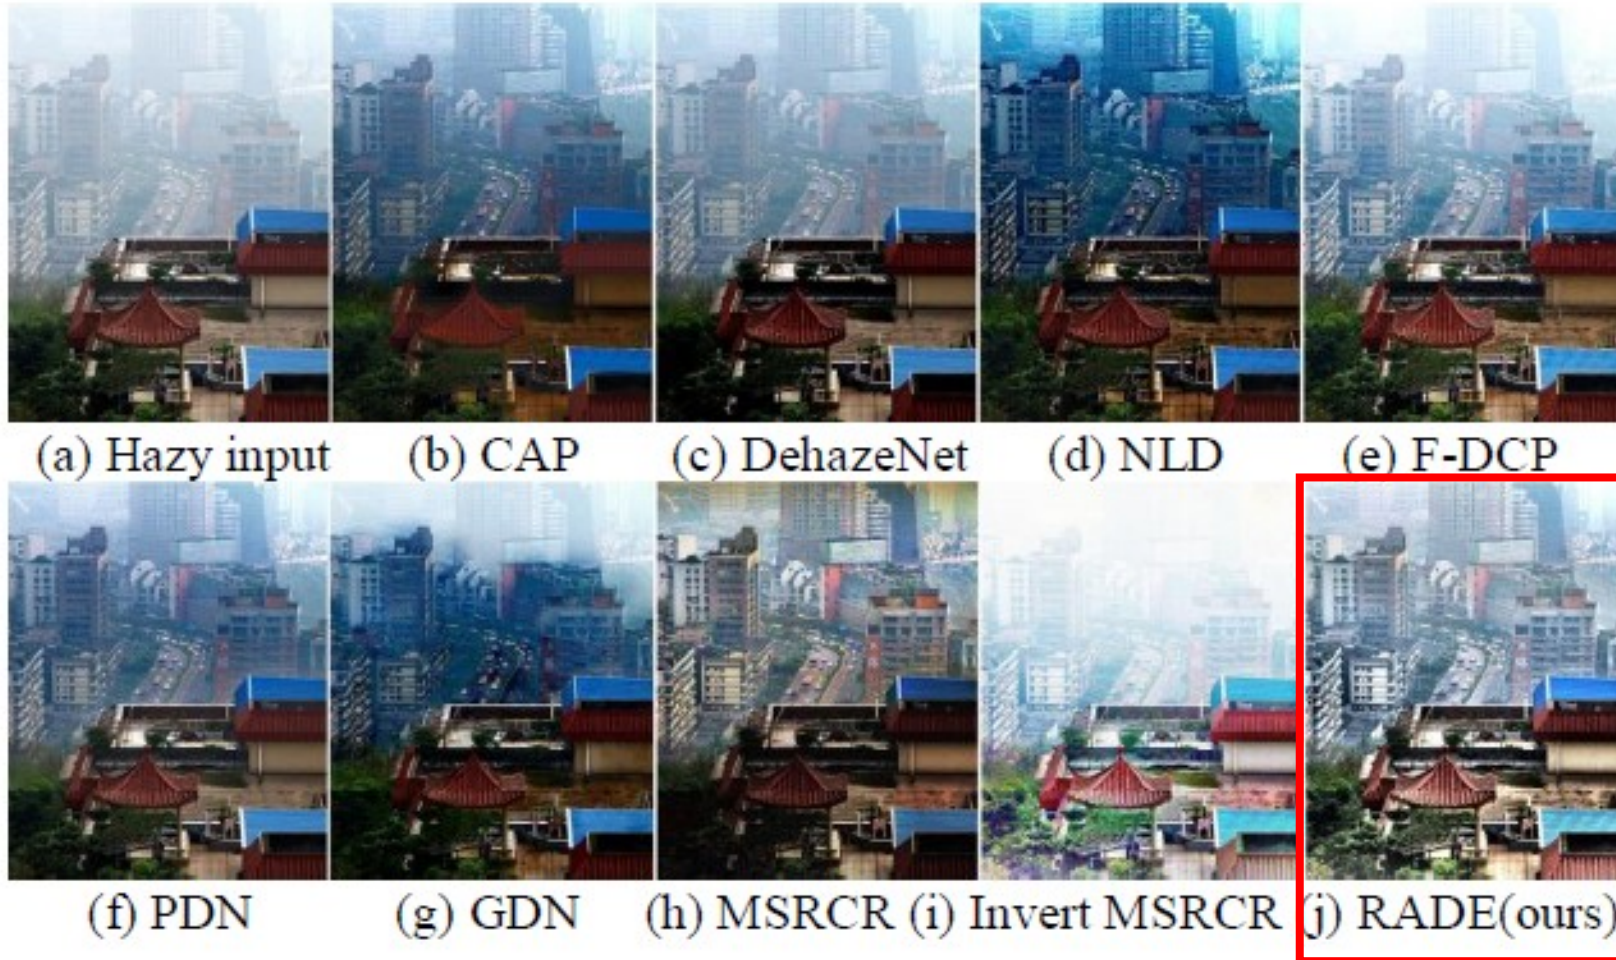 (a) Hazy input (b) CAP (c) DehazeNet (d) NLD (e) F-DCP
(f) PDN (g) GDN (h) MSRCR (i) Invert MSRCR (j) RADE(ours)